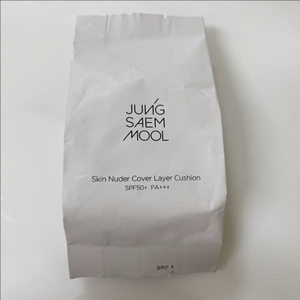 JUNG
SAEM
MOOL
Skin Nuder Cover Layer Cushion
SPF50+ PA+++